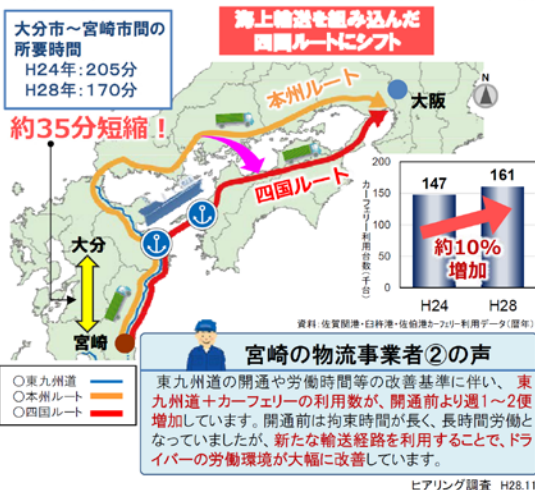 大分市～宮崎市間の
所要時間
H24年:205分
H28年:170分
約35分短縮！
海上輸送を組み込んだ
四国ルートにシフト
本州ルート
大阪
N
四国ルート
大分
宮崎
カーフェリー利用台数(千台)
200
150
100
50
0
147
161
約10%
増加
H24
H28
資料:佐賀関港・臼杵港・佐伯港カーフェリー利用データ(暦年)
○東九州道
○本州ルート
○四国ルート
宮崎の物流事業者②の声
東九州道の開通や労働時間等の改善基準に伴い、東
九州道＋カーフェリーの利用数が、開通前より週1～2便
増加しています。開通前は拘束時間が長く、長時間労働と
なっていましたが、新たな輸送経路を利用することで、ドラ
イバーの労働環境が大幅に改善しています。
ヒアリング調査 H28.11